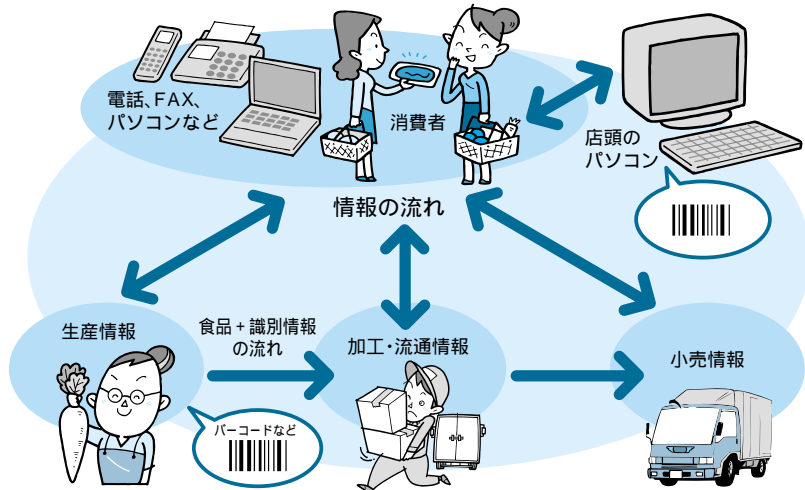 電話、FAX、
パソコンなど
消費者
店頭の
パソコン
情報の流れ
生産情報
食品+識別情報
の流れ
加工・流通情報
小売情報
バーコードなど